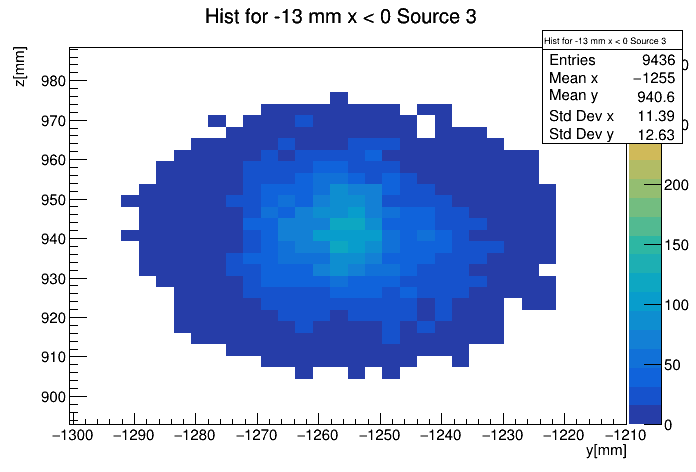 Hist for -13 mm x < 0 Source 3
z[mm]
Hist for -13 mm x < 0 Source 3
Entries 9436
Mean x −1255
Mean y 940.6
Std Dev x 11.39
Std Dev y 12.63
980
970
960
950
940
930
920
910
900
0
0
200
150
100
50
0
−1300 −1290 −1280 −1270 −1260 −1250 −1240 −1230 −1220 −1210
y[mm]